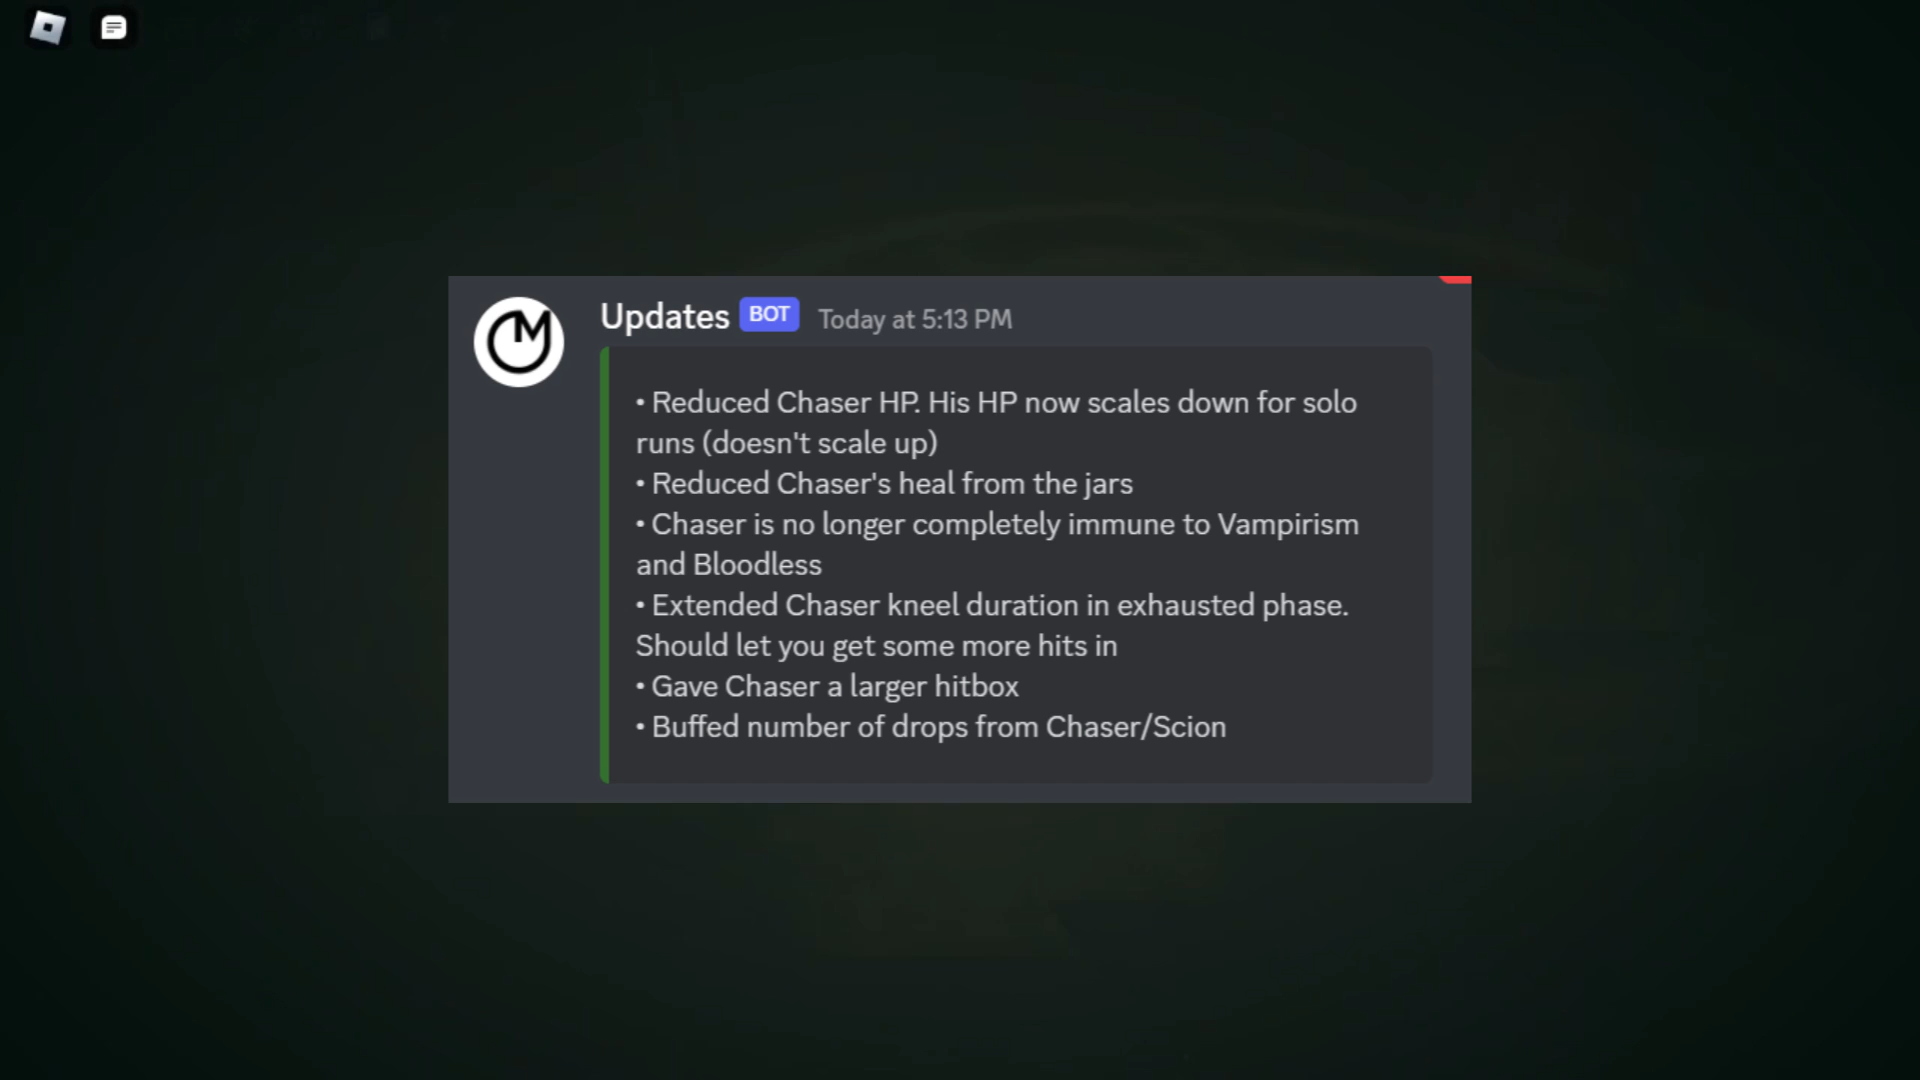 Updates BOT Today at 5:13 PM
• Reduced Chaser HP. His HP now scales down for solo
runs (doesn't scale up)
• Reduced Chaser's heal from the jars
• Chaser is no longer completely immune to Vampirism
and Bloodless
• Extended Chaser kneel duration in exhausted phase.
Should let you get some more hits in
• Gave Chaser a larger hitbox
• Buffed number of drops from Chaser/Scion